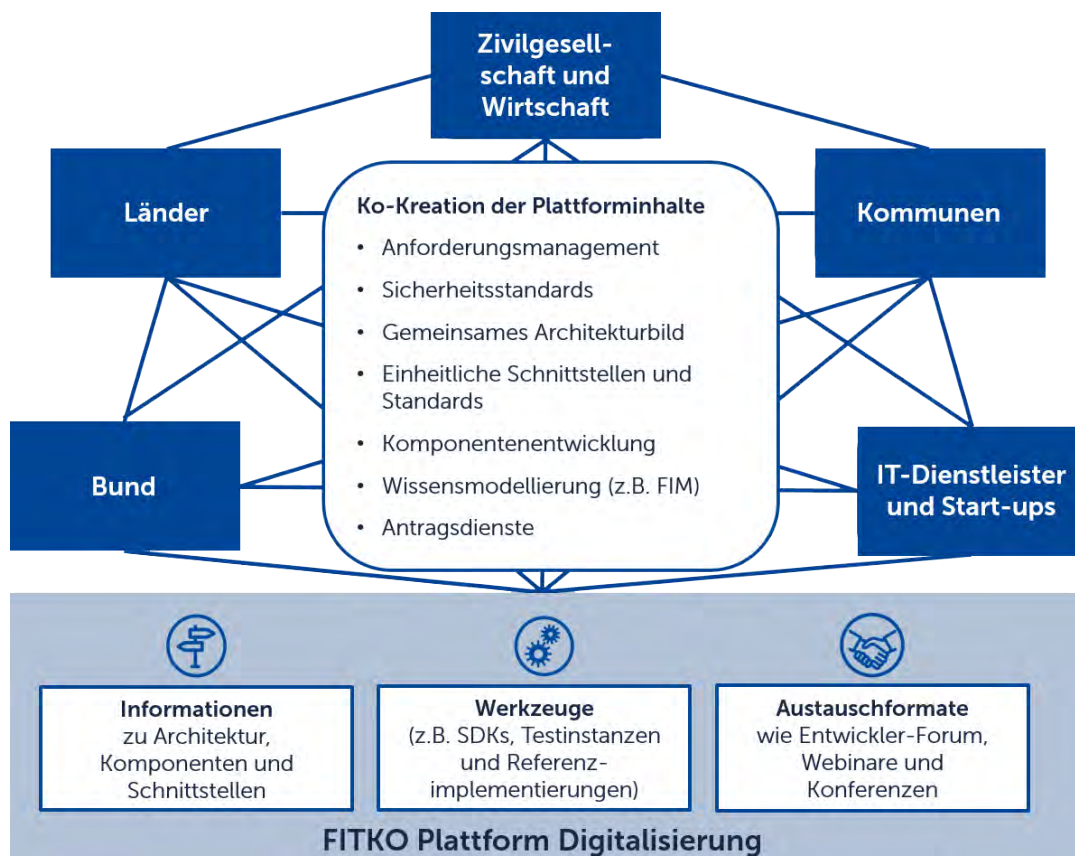 Zivilgesell-
schaft und
Wirtschaft
Länder
Kommunen
Ko-Kreation der Plattforminhalte
• Anforderungsmanagement
• Sicherheitsstandards
• Gemeinsames Architekturbild
• Einheitliche Schnittstellen und
Standards
• Komponentenentwicklung
• Wissensmodellierung (z.B. FIM)
• Antragsdienste
Bund
IT-Dienstleister
und Start-ups
Informationen
zu Architektur,
Komponenten und
Schnittstellen
Werkzeuge
(z.B. SDKs, Testinstanzen
und Referenz-
implementierungen)
Austauschformate
wie Entwickler-Forum,
Webinare und
Konferenzen
FITKO Plattform Digitalisierung